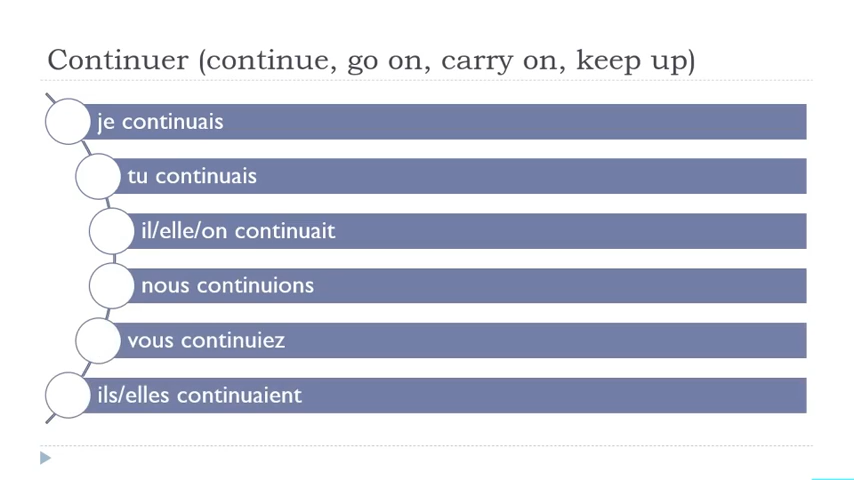 Continuer (continue, go on, carry on, keep up)
je continuais
tu continuais
il/elle/on continuait
nous continuions
vous continuiez
ils/elles continuaient